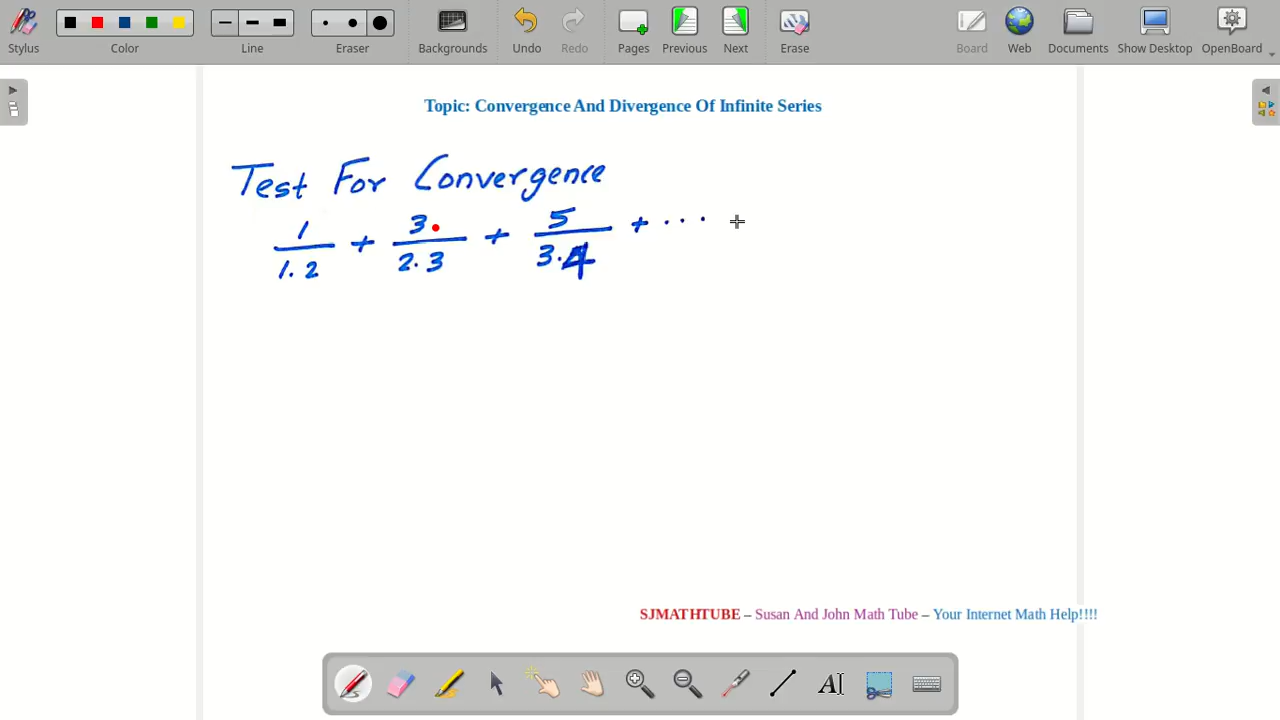 Stylus Color Line Eraser Backgrounds Undo Redo Pages Previous Next Erase Board Web Documents Show Desktop OpenBoard
Topic: Convergence And Divergence Of Infinite Series
Test For Convergence
1/1.2 + 3/2.3 + 5/3.4 + ...
SJMATHTUBE – Susan And John Math Tube – Your Internet Math Help!!!!
AI